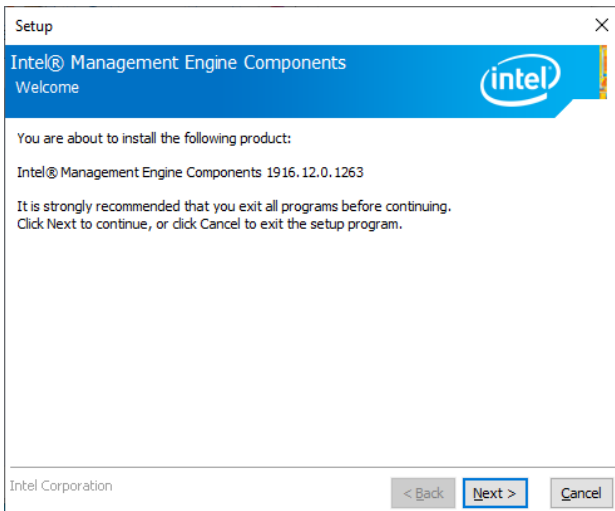 Setup
Intel® Management Engine Components
Welcome
intel
You are about to install the following product:
Intel® Management Engine Components 1916.12.0.1263
It is strongly recommended that you exit all programs before continuing.
Click Next to continue, or click Cancel to exit the setup program.
Intel Corporation
< Back Next > Cancel